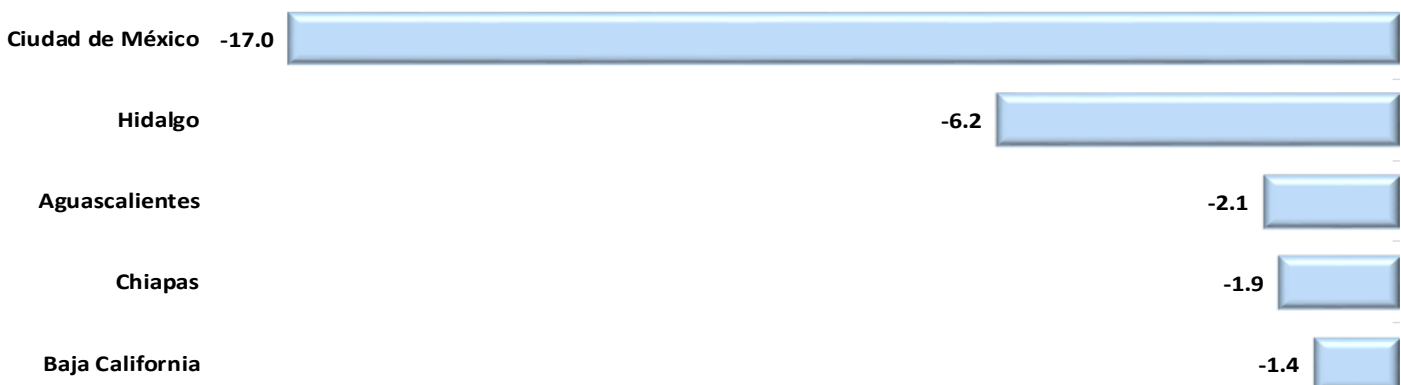 Ciudad de México -17.0
Hidalgo -6.2
Aguascalientes -2.1
Chiapas -1.9
Baja California -1.4